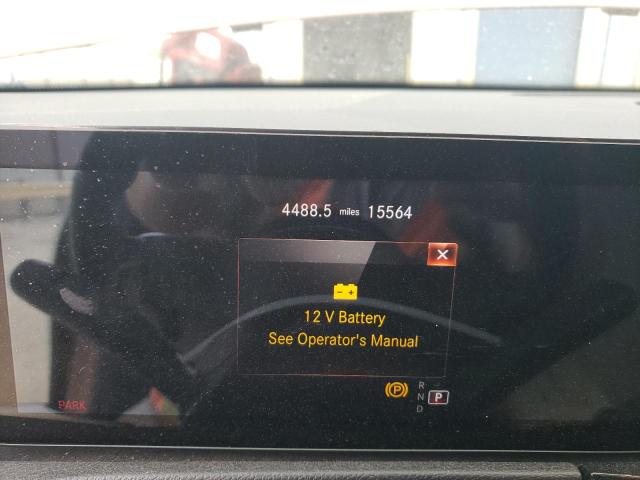 4488.5 miles 15564
12 V Battery
See Operator's Manual
R
N P
D
PARK